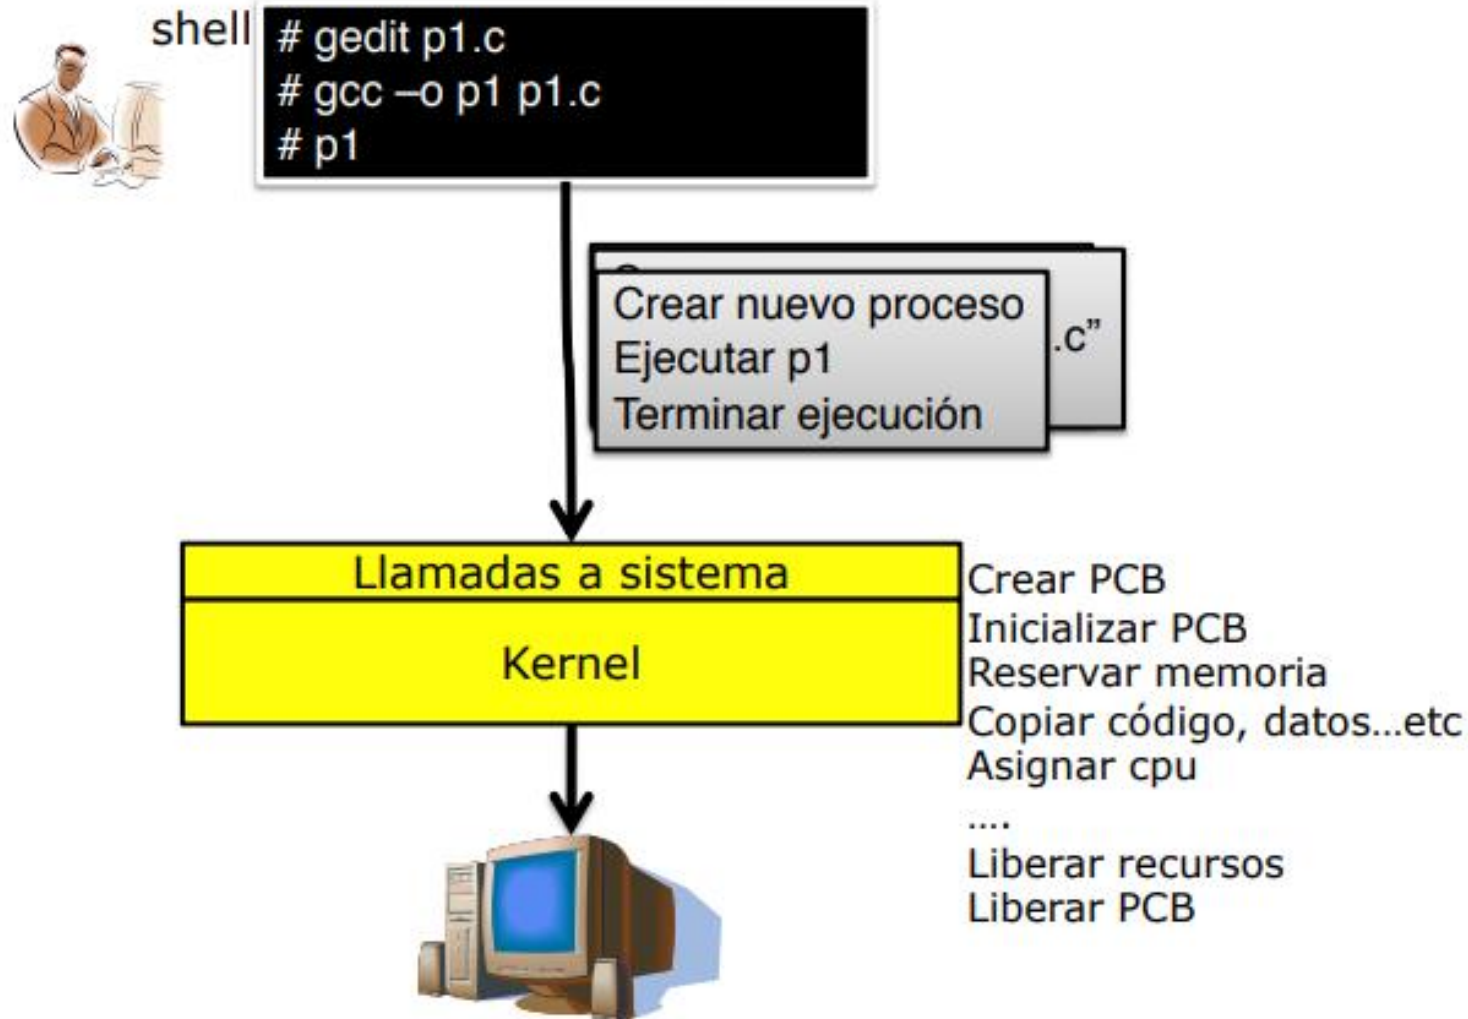 shell
# gedit p1.c
# gcc –o p1 p1.c
# p1
Crear nuevo proceso
Ejecutar p1
Terminar ejecución
.c”
Llamadas a sistema
Kernel
Crear PCB
Inicializar PCB
Reservar memoria
Copiar código, datos...etc
Asignar cpu
....
Liberar recursos
Liberar PCB